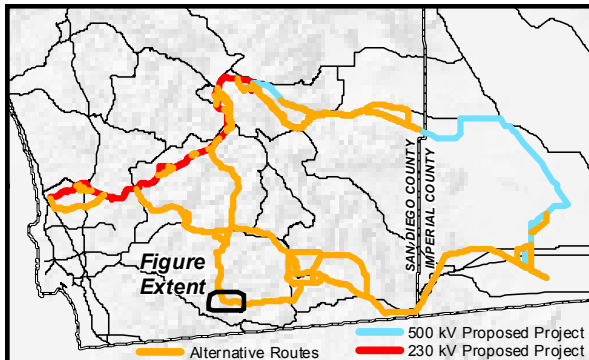 SAN DIEGO COUNTY
IMPERIAL COUNTY
Figure
Extent
500 kV Proposed Project
Alternative Routes
230 kV Proposed Project